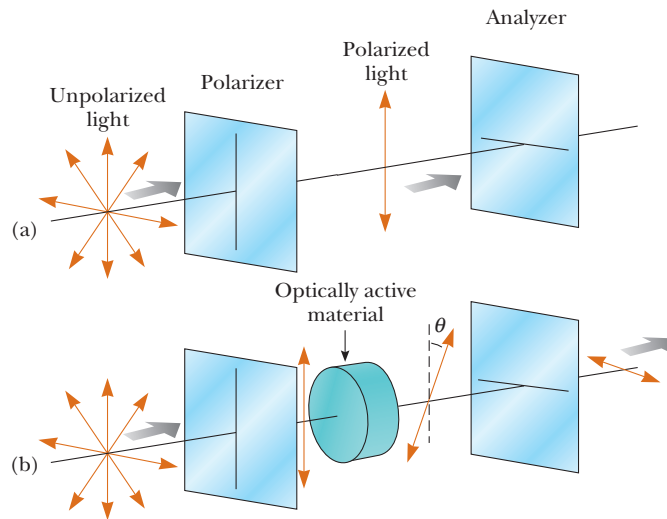 Analyzer
Polarized
light
Polarizer
Unpolarized
light
(a)
Optically active
material
θ
(b)